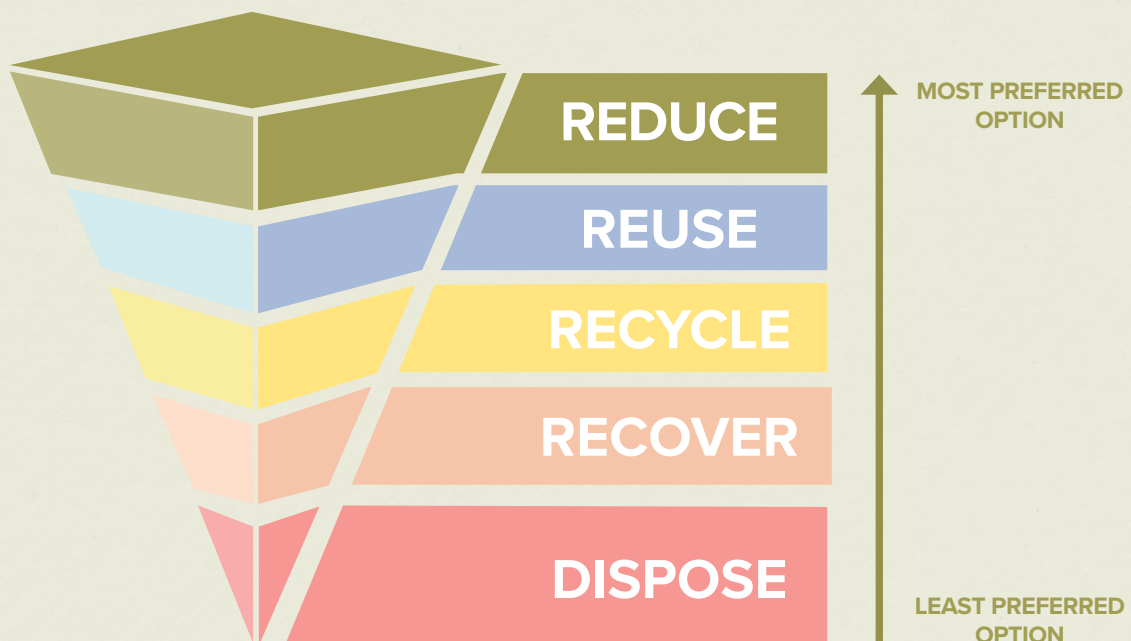 REDUCE
MOST PREFERRED
OPTION
REUSE
RECYCLE
RECOVER
DISPOSE
LEAST PREFERRED
OPTION